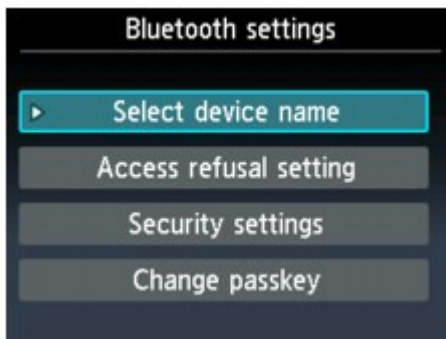 Bluetooth settings
Select device name
Access refusal setting
Security settings
Change passkey